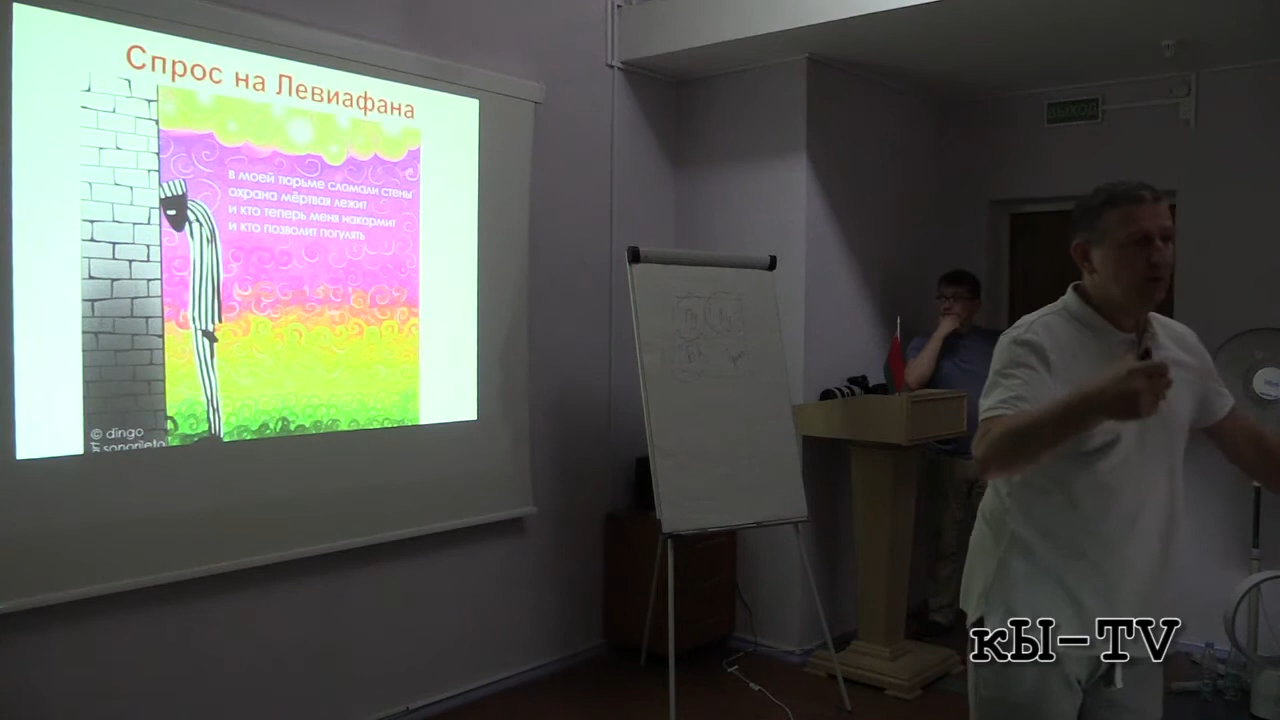 Спрос на Левиафана
в моей тюрьме сломали стены
охрана мёртвая лежит
и кто теперь меня накормит
и кто позволит погулять
© dingo
ВЫХОД
кЫ-TV